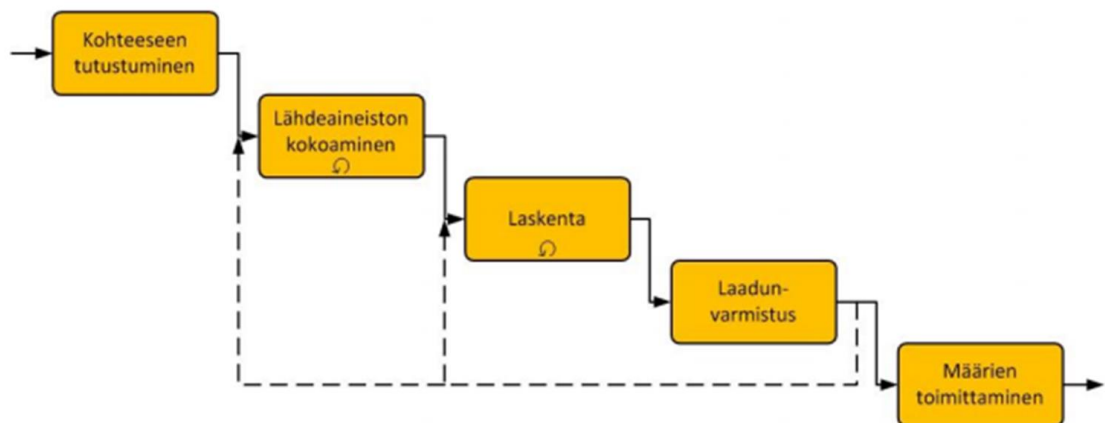 Kohteeseen
tutustuminen
Lähdeaineiston
kokoaminen
Laskenta
Laadun-
varmistus
Määrien
toimittaminen